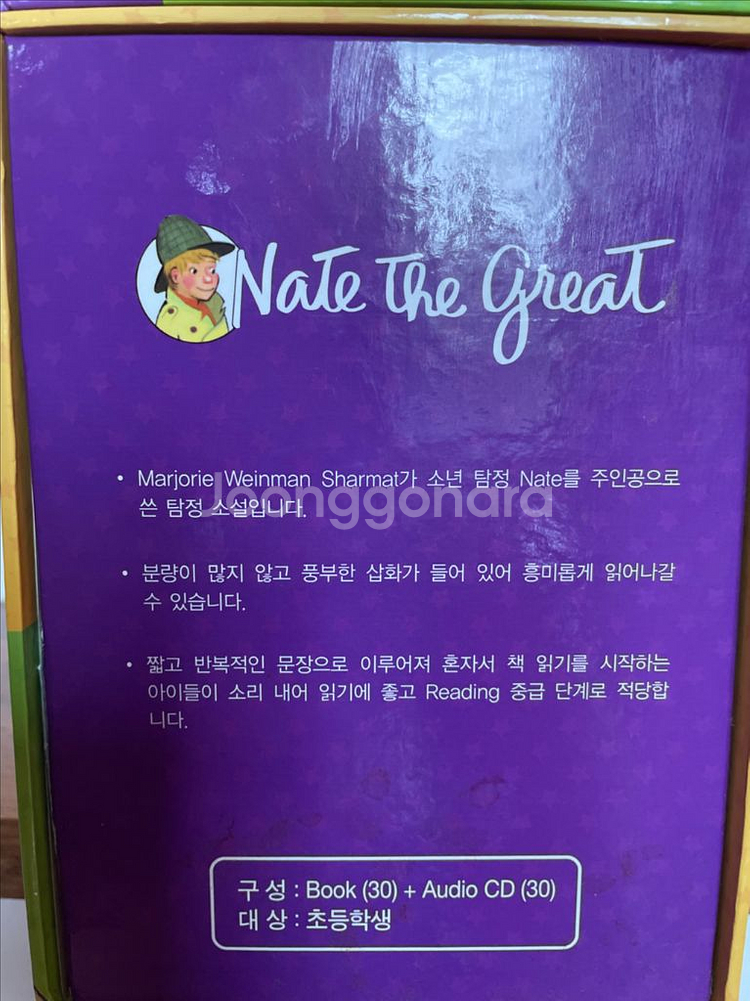 Nate the Great
• Marjorie Weinman Sharmat가 소년 탐정 Nate를 주인공으로
쓴 탐정 소설입니다.
Joonggonara
• 분량이 많지 않고 풍부한 삽화가 들어 있어 흥미롭게 읽어나갈
수 있습니다.
• 짧고 반복적인 문장으로 이루어져 혼자서 책 읽기를 시작하는
아이들이 소리 내어 읽기에 좋고 Reading 중급 단계로 적당합
니다.
구 성 : Book (30) + Audio CD (30)
대 상 : 초등학생